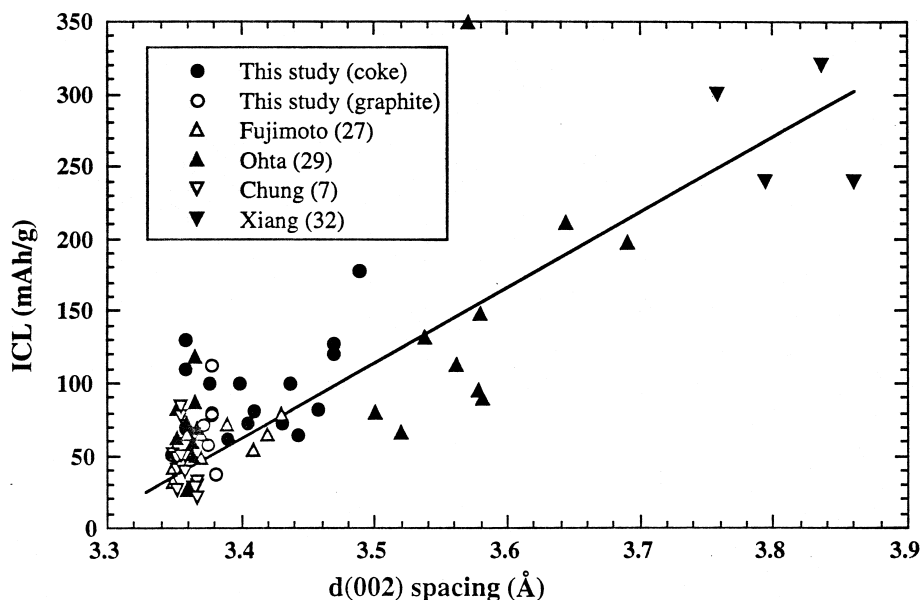 350
300
250
200
150
100
50
0
ICL (mAh/g)
This study (coke)
This study (graphite)
Fujimoto (27)
Ohta (29)
Chung (7)
Xiang (32)
3.3 3.4 3.5 3.6 3.7 3.8 3.9
d(002) spacing (Å)